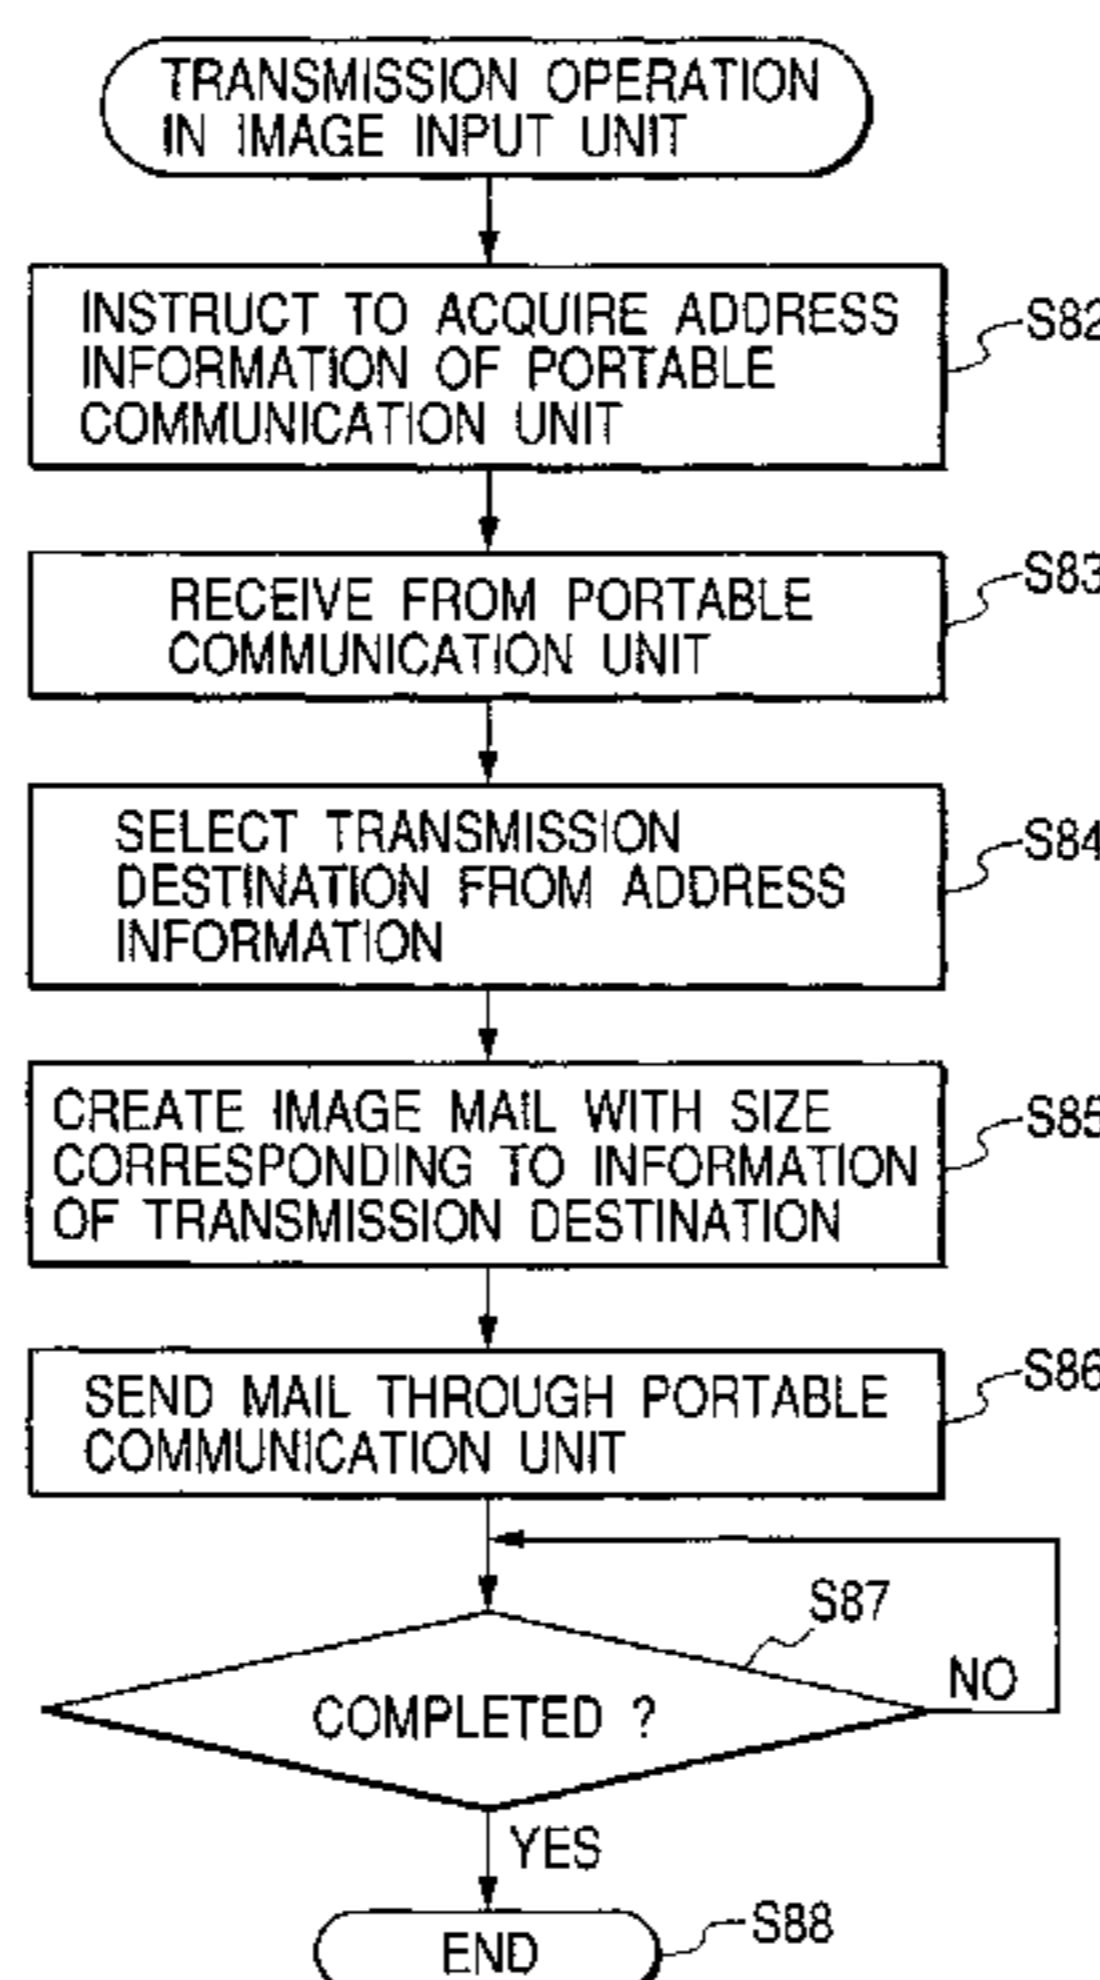 TRANSMISSION OPERATION
IN IMAGE INPUT UNIT
INSTRUCT TO ACQUIRE ADDRESS
INFORMATION OF PORTABLE
COMMUNICATION UNIT
S82
RECEIVE FROM PORTABLE
COMMUNICATION UNIT
S83
SELECT TRANSMISSION
DESTINATION FROM ADDRESS
INFORMATION
S84
CREATE IMAGE MAIL WITH SIZE
CORRESPONDING TO INFORMATION
OF TRANSMISSION DESTINATION
S85
SEND MAIL THROUGH PORTABLE
COMMUNICATION UNIT
S86
S87
COMPLETED ?
NO
YES
END
S88